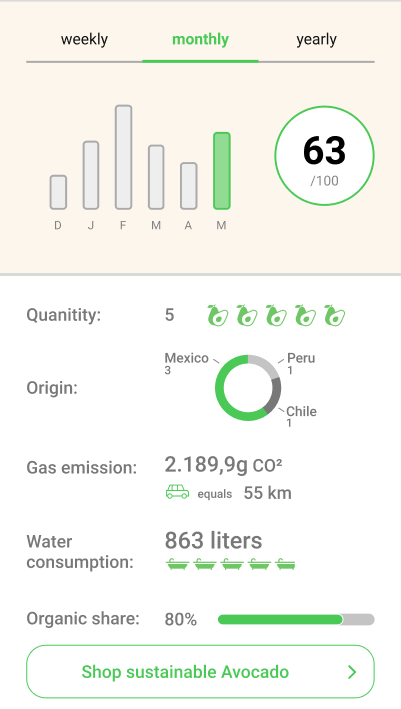 weekly monthly yearly
63
/100
D J F M A M
Quanitity: 5
Mexico
3
Peru
1
Origin:
Chile
1
Gas emission: 2.189,9g CO²
equals 55 km
Water
consumption:
863 liters
Organic share: 80%
Shop sustainable Avocado